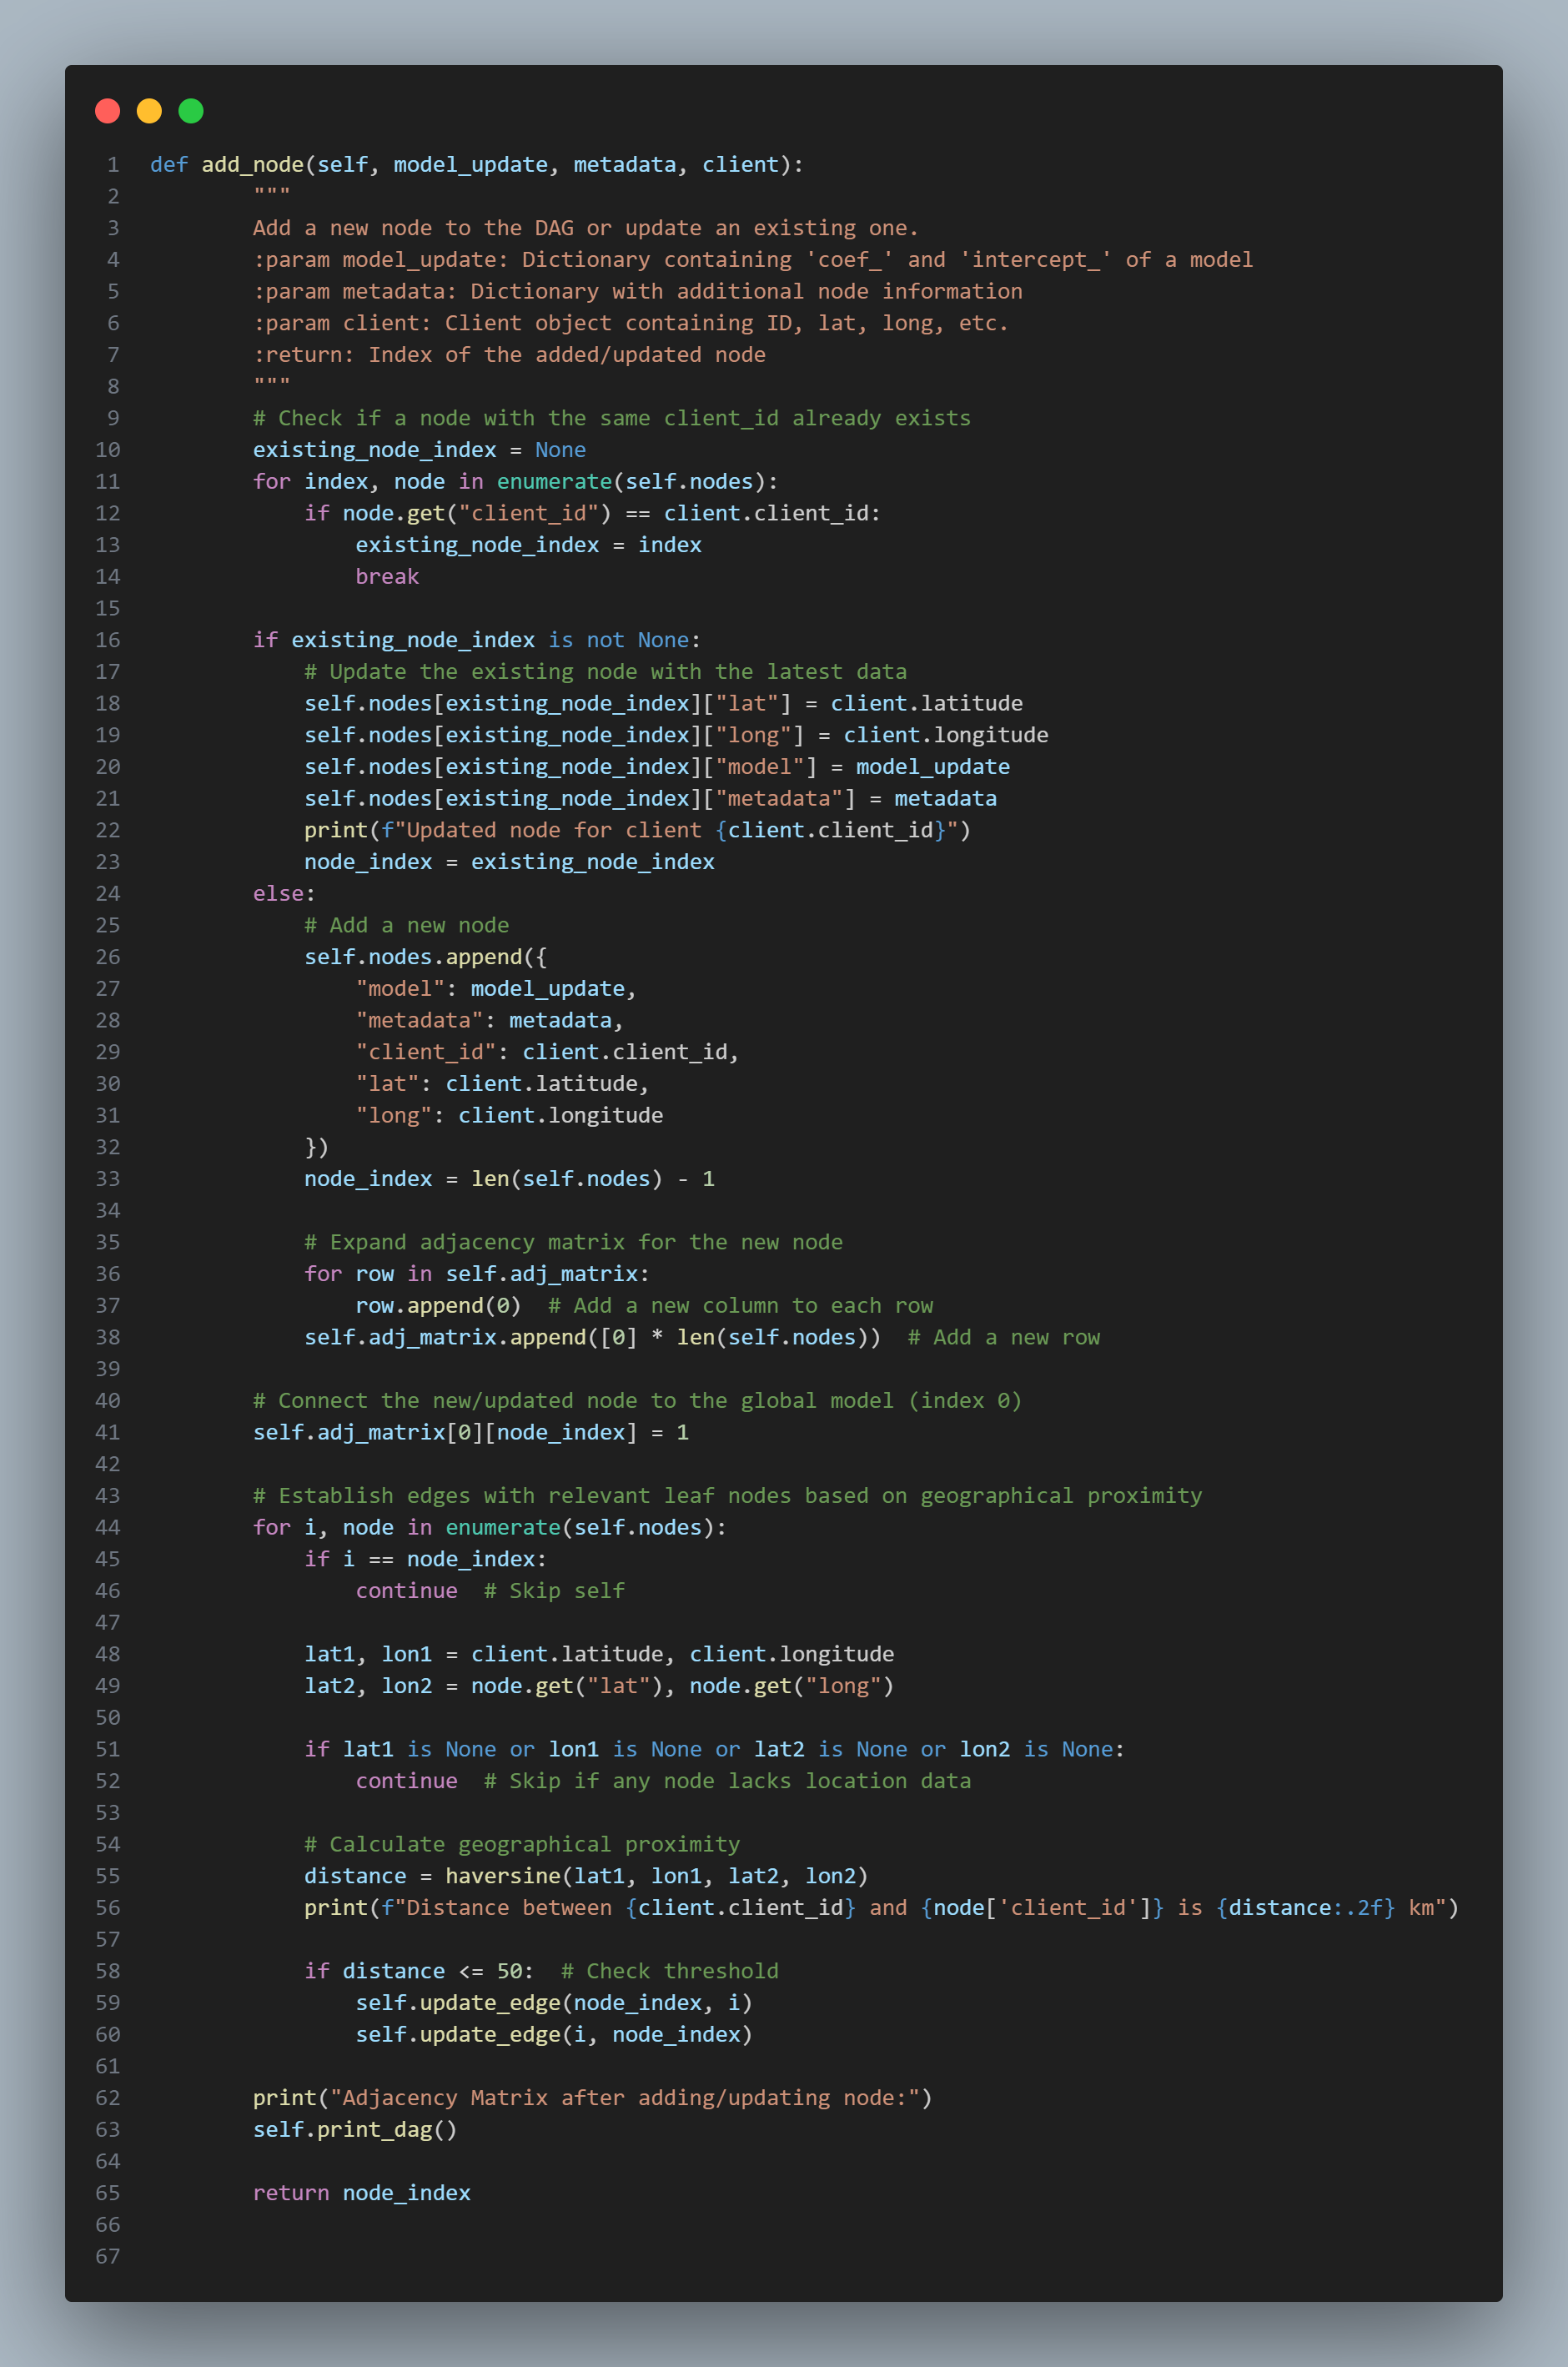 1 def add_node(self, model_update, metadata, client):
2         """
3         Add a new node to the DAG or update an existing one.
4         :param model_update: Dictionary containing 'coef_' and 'intercept_' of a model
5         :param metadata: Dictionary with additional node information
6         :param client: Client object containing ID, lat, long, etc.
7         :return: Index of the added/updated node
8         """
9         # Check if a node with the same client_id already exists
10         existing_node_index = None
11         for index, node in enumerate(self.nodes):
12             if node.get("client_id") == client.client_id:
13                 existing_node_index = index
14                 break
15
16         if existing_node_index is not None:
17             # Update the existing node with the latest data
18             self.nodes[existing_node_index]["lat"] = client.latitude
19             self.nodes[existing_node_index]["long"] = client.longitude
20             self.nodes[existing_node_index]["model"] = model_update
21             self.nodes[existing_node_index]["metadata"] = metadata
22             print(f"Updated node for client {client.client_id}")
23             node_index = existing_node_index
24         else:
25             # Add a new node
26             self.nodes.append({
27                 "model": model_update,
28                 "metadata": metadata,
29                 "client_id": client.client_id,
30                 "lat": client.latitude,
31                 "long": client.longitude
32             })
33             node_index = len(self.nodes) - 1
34
35             # Expand adjacency matrix for the new node
36             for row in self.adj_matrix:
37                 row.append(0)  # Add a new column to each row
38             self.adj_matrix.append([0] * len(self.nodes))  # Add a new row
39
40         # Connect the new/updated node to the global model (index 0)
41         self.adj_matrix[0][node_index] = 1
42
43         # Establish edges with relevant leaf nodes based on geographical proximity
44         for i, node in enumerate(self.nodes):
45             if i == node_index:
46                 continue  # Skip self
47
48             lat1, lon1 = client.latitude, client.longitude
49             lat2, lon2 = node.get("lat"), node.get("long")
50
51             if lat1 is None or lon1 is None or lat2 is None or lon2 is None:
52                 continue  # Skip if any node lacks location data
53
54             # Calculate geographical proximity
55             distance = haversine(lat1, lon1, lat2, lon2)
56             print(f"Distance between {client.client_id} and {node['client_id']} is {distance:.2f} km")
57
58             if distance <= 50:  # Check threshold
59                 self.update_edge(node_index, i)
60                 self.update_edge(i, node_index)
61
62         print("Adjacency Matrix after adding/updating node:")
63         self.print_dag()
64
65         return node_index
66
67